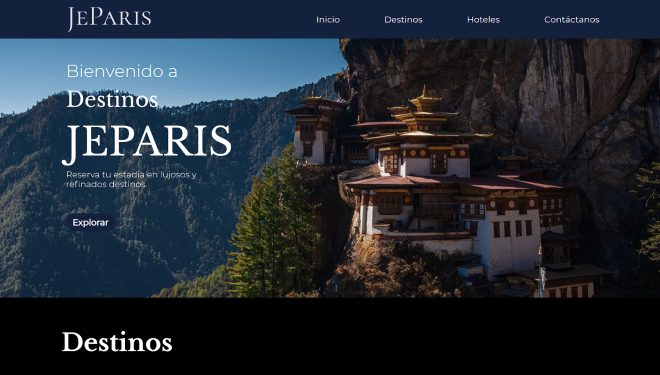 JEPARIS
Inicio
Destinos
Hoteles
Contáctanos
Bienvenido a
Destinos
JEPARIS
Reserva tu estadía en lujosos y
refinados destinos.
Explorar
Destinos